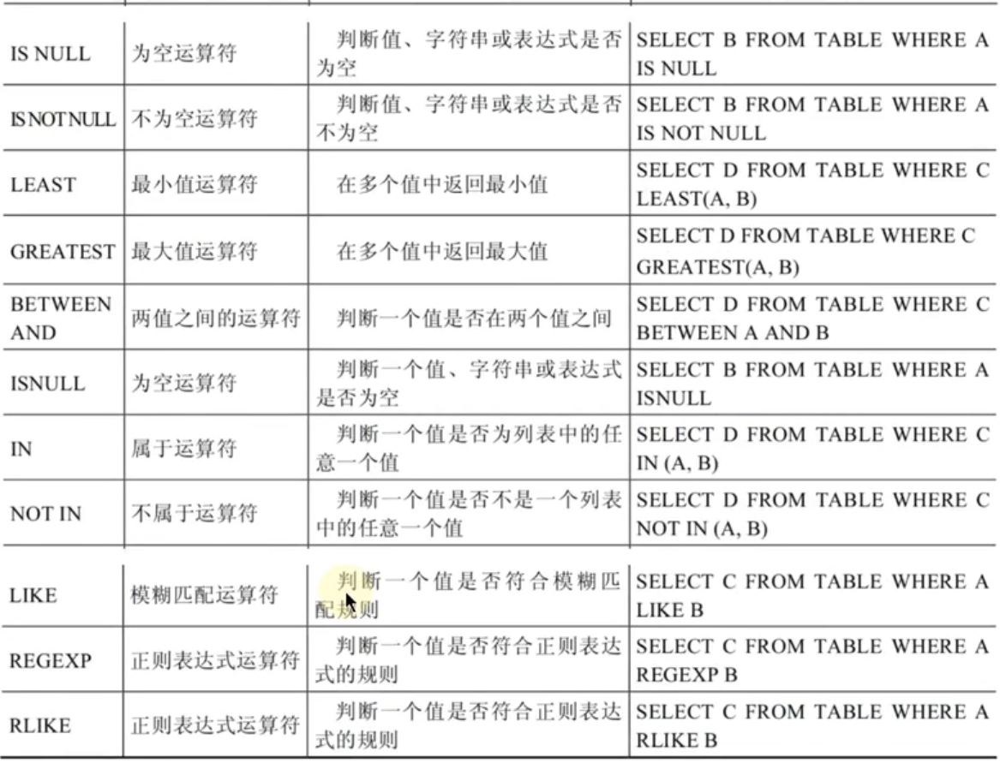 IS NULL 为空运算符 判断值、字符串或表达式是否 SELECT B FROM TABLE WHERE A
为空 IS NULL
IS NOT NULL 不为空运算符 判断值、字符串或表达式是否 SELECT B FROM TABLE WHERE A
不为空 IS NOT NULL
LEAST 最小值运算符 在多个值中返回最小值 SELECT D FROM TABLE WHERE C
LEAST(A, B)
GREATEST 最大值运算符 在多个值中返回最大值 SELECT D FROM TABLE WHERE C
GREATEST(A, B)
BETWEEN 两值之间的运算符 判断一个值是否在两个值之间 SELECT D FROM TABLE WHERE C
AND BETWEEN A AND B
ISNULL 为空运算符 判断一个值、字符串或表达式 SELECT B FROM TABLE WHERE A
是否为空 ISNULL
IN 属于运算符 判断一个值是否为列表中的任 SELECT D FROM TABLE WHERE C
意一个值 IN (A, B)
NOT IN 不属于运算符 判断一个值是否不是一个列表 SELECT D FROM TABLE WHERE C
中的任意一个值 NOT IN (A, B)
LIKE 模糊匹配运算符 判断一个值是否符合模糊匹 SELECT C FROM TABLE WHERE A
配规则 LIKE B
REGEXP 正则表达式运算符 判断一个值是否符合正则表达 SELECT C FROM TABLE WHERE A
式的规则 REGEXP B
RLIKE 正则表达式运算符 判断一个值是否符合正则表达 SELECT C FROM TABLE WHERE A
式的规则 RLIKE B